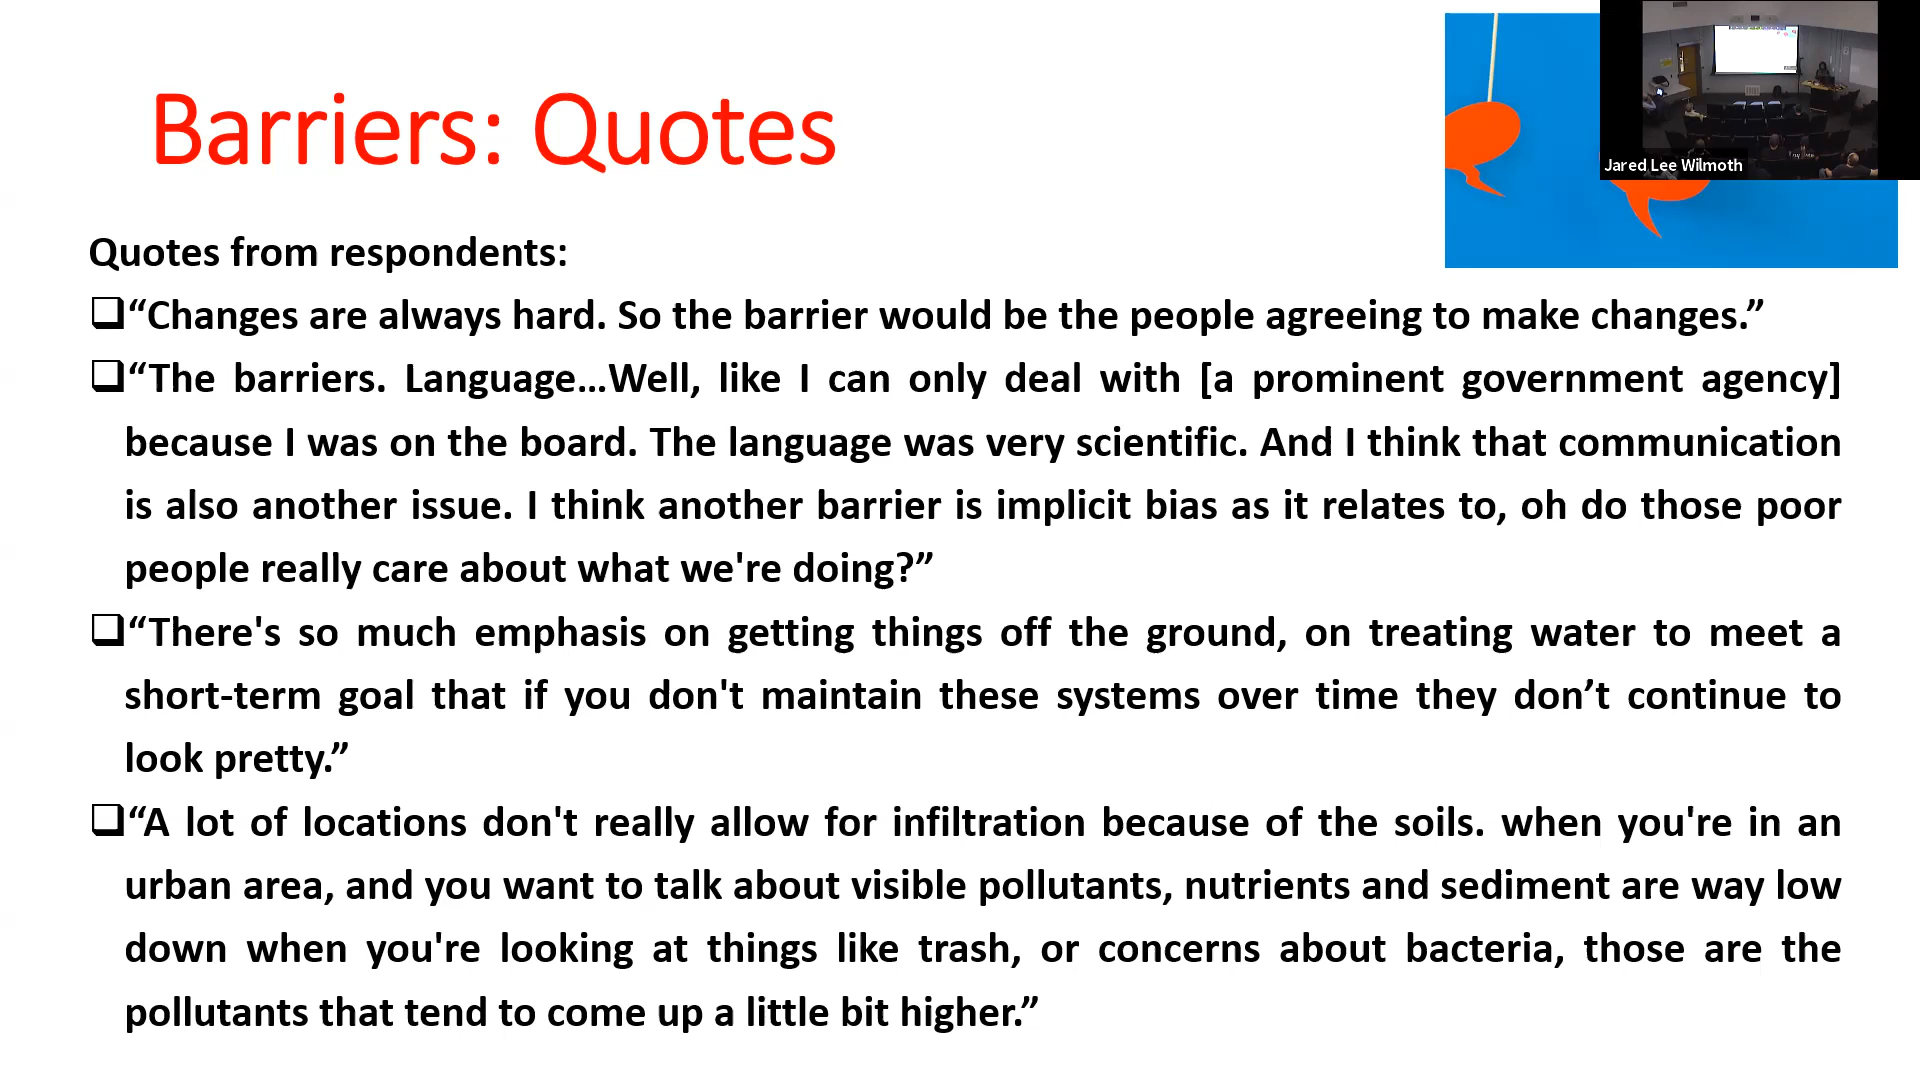 Barriers: Quotes
Jared Lee Wilmoth
Quotes from respondents:
“Changes are always hard. So the barrier would be the people agreeing to make changes.”
“The barriers. Language...Well, like I can only deal with [a prominent government agency]
because I was on the board. The language was very scientific. And I think that communication
is also another issue. I think another barrier is implicit bias as it relates to, oh do those poor
people really care about what we're doing?”
“There's so much emphasis on getting things off the ground, on treating water to meet a
short-term goal that if you don't maintain these systems over time they don’t continue to
look pretty.”
“A lot of locations don't really allow for infiltration because of the soils. when you're in an
urban area, and you want to talk about visible pollutants, nutrients and sediment are way low
down when you're looking at things like trash, or concerns about bacteria, those are the
pollutants that tend to come up a little bit higher.”